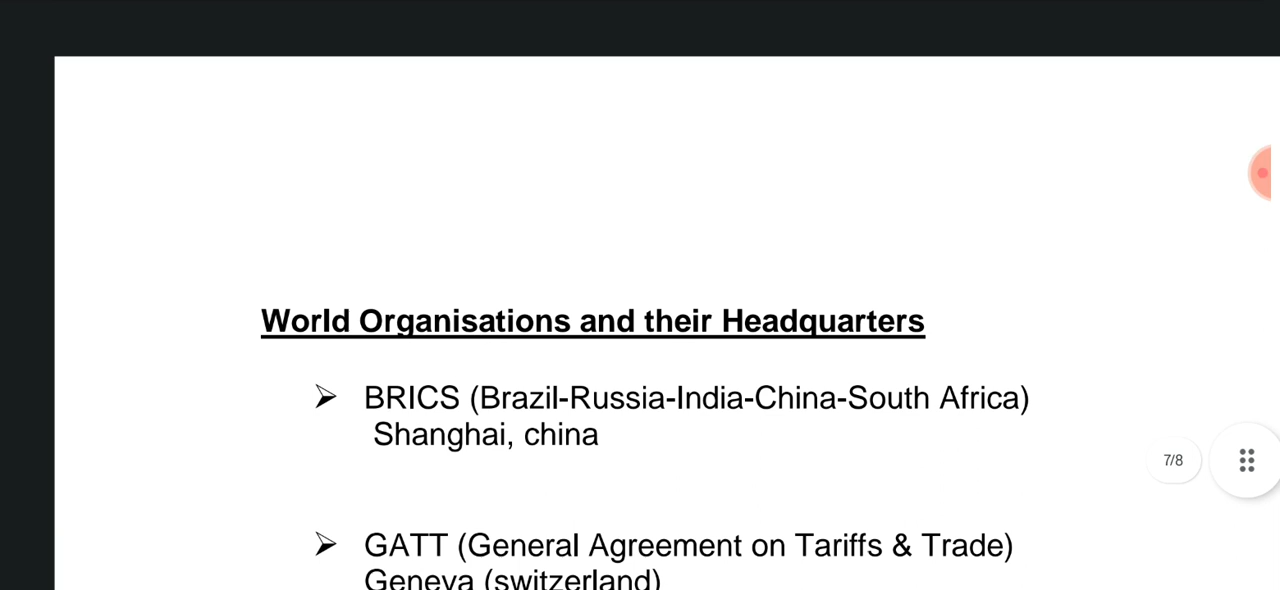 World Organisations and their Headquarters
➢ BRICS (Brazil-Russia-India-China-South Africa)
Shanghai, china
7/8
➢ GATT (General Agreement on Tariffs & Trade)
Geneva (switzerland)